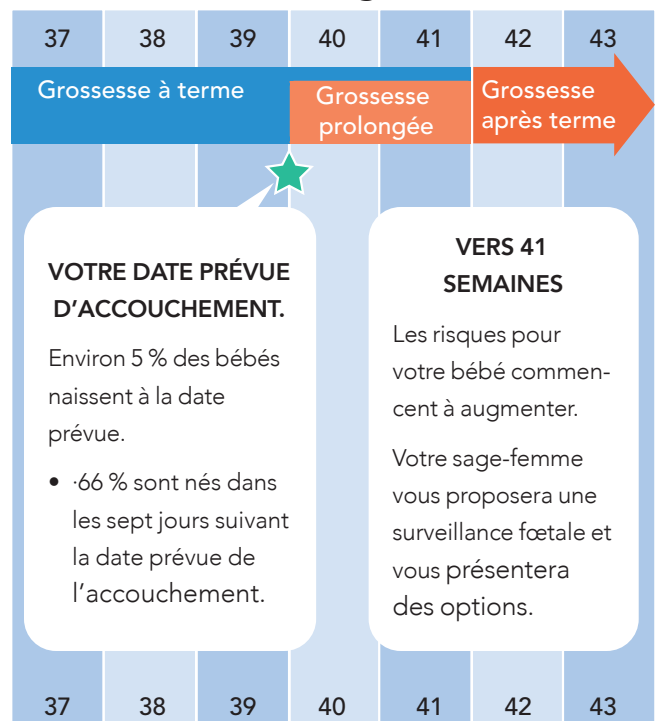 37 38 39 40 41 42 43
Grossesse à terme
Grossesse
prolongée
Grossesse
après terme
VOTRE DATE PRÉVUE
D'ACCOUCHEMENT.
Environ 5 % des bébés
naissent à la date
prévue.
• ·66 % sont nés dans
les sept jours suivant
la date prévue de
l'accouchement.
VERS 41
SEMAINES
Les risques pour
votre bébé commen-
cent à augmenter.
Votre sage-femme
vous proposera une
surveillance fœtale et
vous présentera
des options.
37 38 39 40 41 42 43